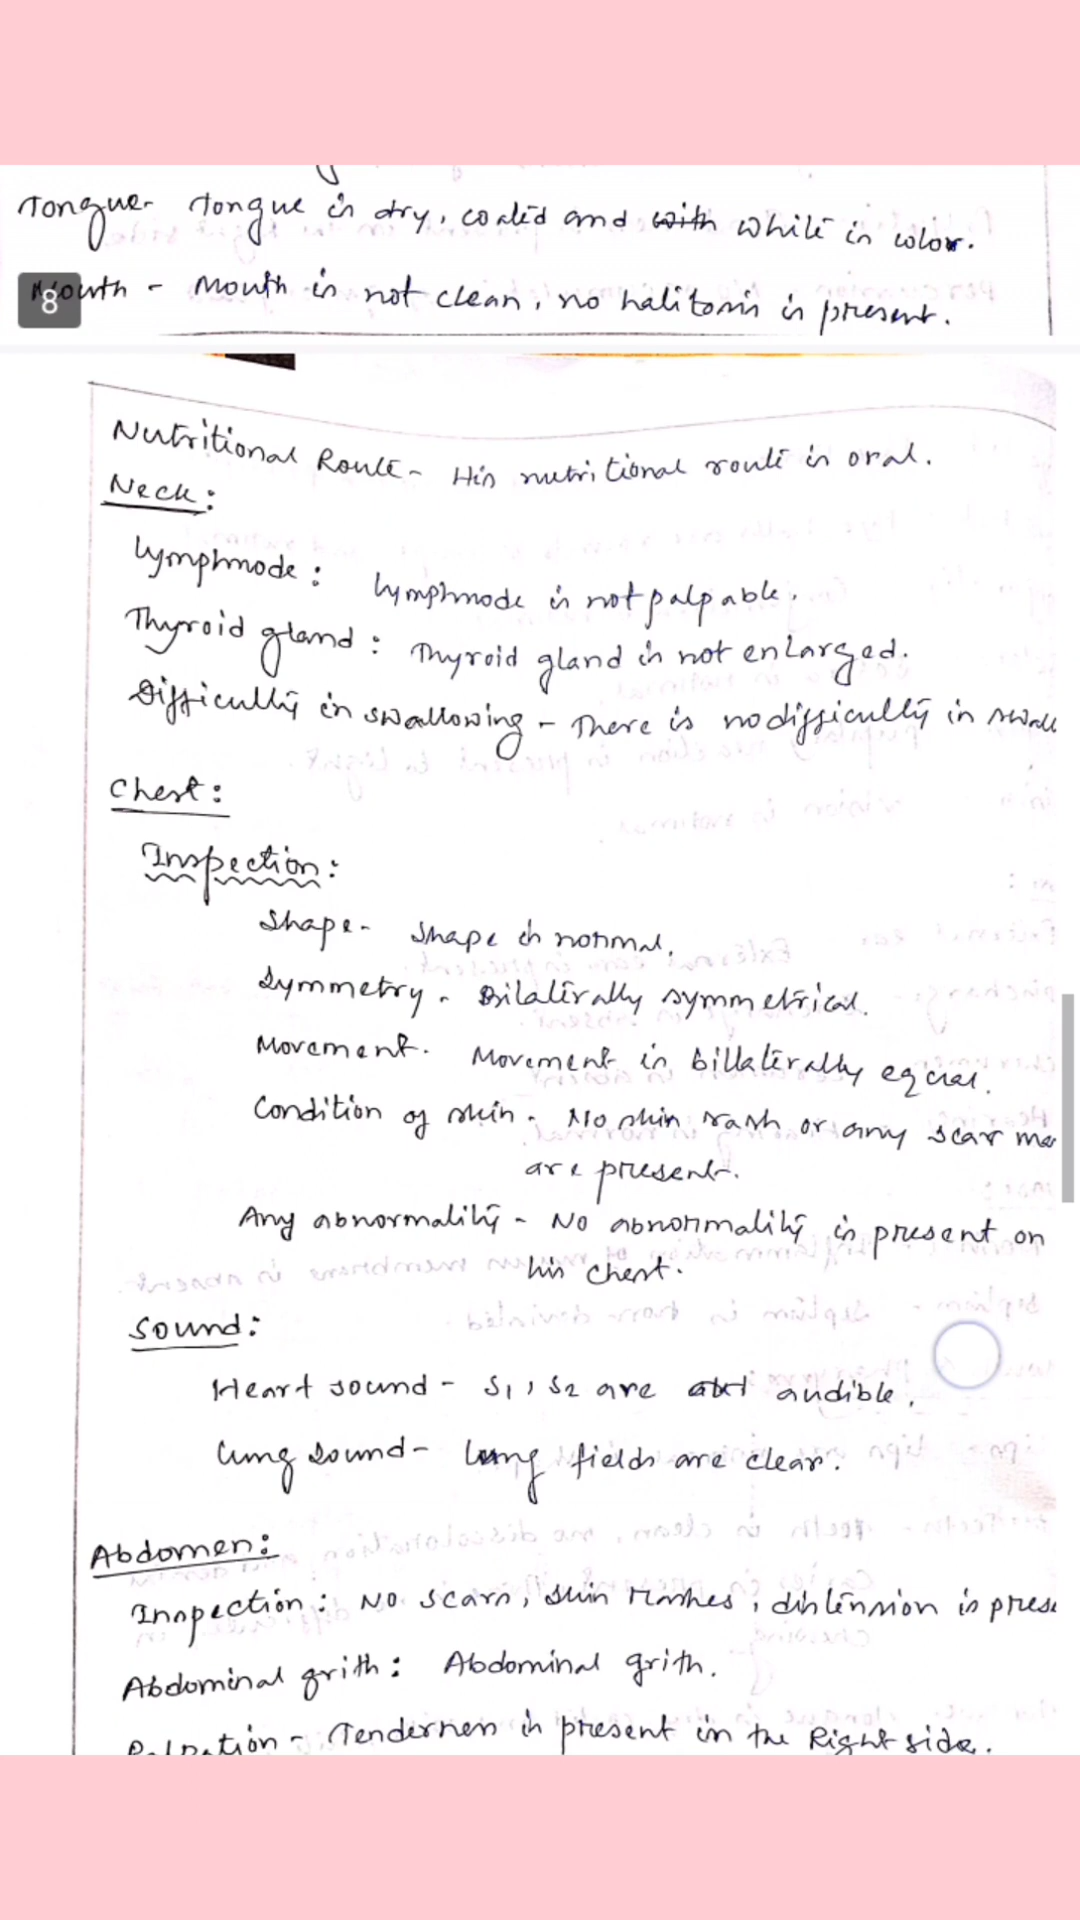 Tongue- Tongue is dry, coated and with white in color.
Mouth - Mouth is not clean, no halitosis is present.
8
Nutritional Route- His nutritional route is oral.
Neck:
Lymphnode: Lymphnode is not palpable.
Thyroid gland: Thyroid gland is not enlarged.
Difficulty in swallowing - There is no difficulty in swall
Chest:
Inspection:
Shape- Shape is normal.
Symmetry- Bilaterally symmetrical.
Movement- Movement is billaterally equal.
Condition of skin- No skin rash or any scar ma
are present.
Any abnormality- No abnormality is present on
his chest.
Sound:
Heart sound- S1, S2 are audible.
Lung sound- Lung fields are clear.
Abdomen:
Inspection: No scars, skin rashes, distension is prese
Abdominal grith: Abdominal grith.
Palpation- Tenderness is present in the Right side.